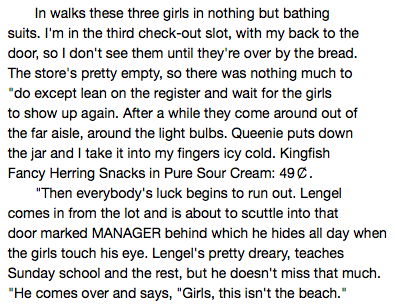 In walks these three girls in nothing but bathing
suits. I'm in the third check-out slot, with my back to the
door, so I don't see them until they're over by the bread.
The store's pretty empty, so there was nothing much to
"do except lean on the register and wait for the girls
to show up again. After a while they come around out of
the far aisle, around the light bulbs. Queenie puts down
the jar and I take it into my fingers icy cold. Kingfish
Fancy Herring Snacks in Pure Sour Cream: 49₡.
"Then everybody's luck begins to run out. Lengel
comes in from the lot and is about to scuttle into that
door marked MANAGER behind which he hides all day when
the girls touch his eye. Lengel's pretty dreary, teaches
Sunday school and the rest, but he doesn't miss that much.
"He comes over and says, "Girls, this isn't the beach."